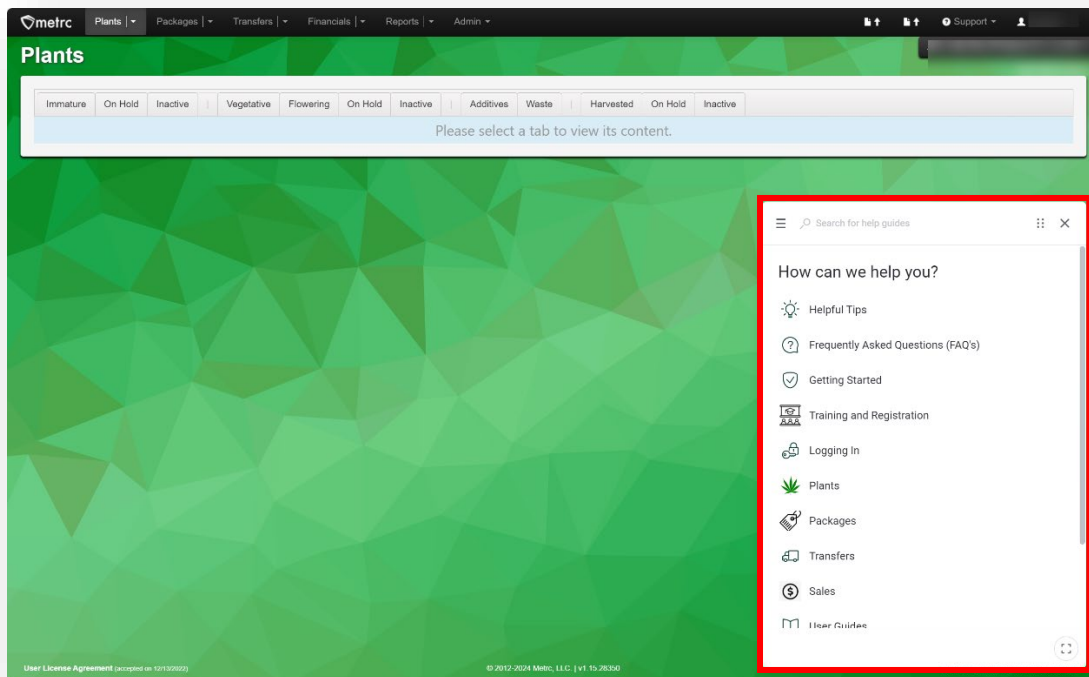 metrc Plants Packages Transfers Financials Reports Admin Support
Plants
Immature On Hold Inactive Vegetative Flowering On Hold Inactive Additives Waste Harvested On Hold Inactive
Please select a tab to view its content.
Search for help guides
How can we help you?
Helpful Tips
Frequently Asked Questions (FAQ's)
Getting Started
Training and Registration
Logging In
Plants
Packages
Transfers
Sales
User Guides
User License Agreement (accepted on 12/13/2022) © 2012-2024 Metrc, LLC. | v1.15.28350